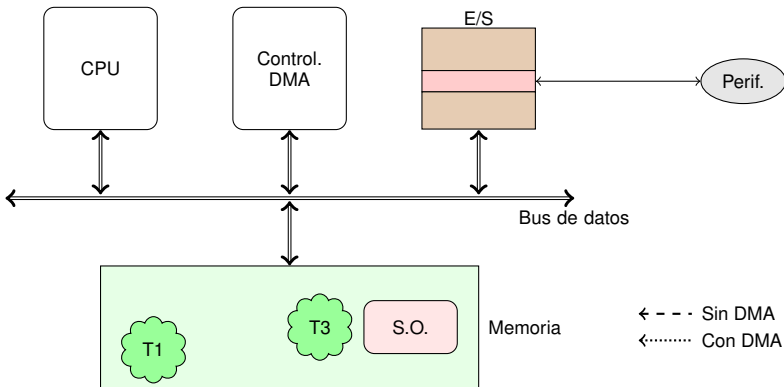 E/S
CPU
Control.
DMA
Perif.
Bus de datos
T1
T3
S.O.
Memoria
Sin DMA
Con DMA